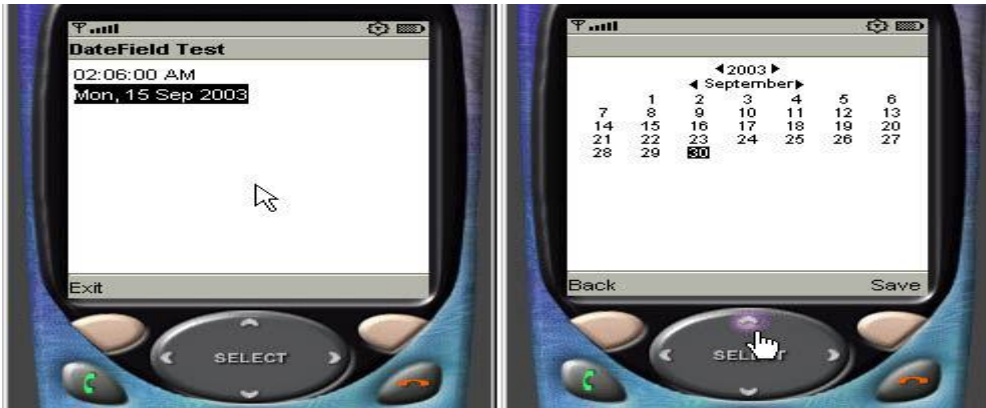 DateField Test
02:06:00 AM
Mon, 15 Sep 2003
Exit
SELECT
2003
September
1 2 3 4 5 6
7 8 9 10 11 12 13
14 15 16 17 18 19 20
21 22 23 24 25 26 27
28 29 30
Back Save
SELECT